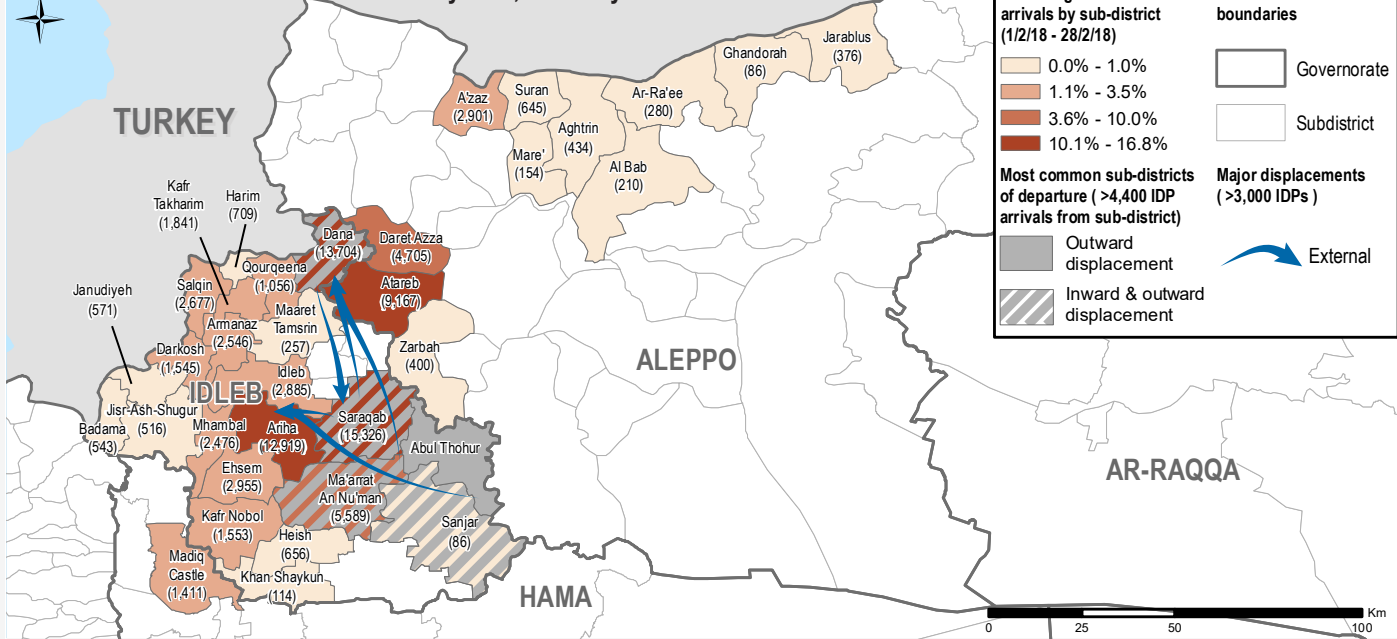 arrivals by sub-district
(1/2/18 - 28/2/18)
0.0% - 1.0%
1.1% - 3.5%
3.6% - 10.0%
10.1% - 16.8%
Most common sub-districts
of departure ( >4,400 IDP
arrivals from sub-district)
Outward
displacement
Inward & outward
displacement
boundaries
Governorate
Subdistrict
Major displacements
( >3,000 IDPs )
External
TURKEY
Jarablus
(376)
Ghandorah
(86)
A'zaz
(2,901)
Suran
(645)
Ar-Ra'ee
(280)
Aghtrin
(434)
Mare'
(154)
Al Bab
(210)
Kafr
Takharim
(1,841)
Harim
(709)
Dana
(13,704)
Daret Azza
(4,705)
Qourqeena
(1,056)
Atareb
(9,167)
Salqin
(2,677)
Janudiyeh
(571)
Maaret
Tamsrin
(257)
Armanaz
(2,546)
Zarbah
(400)
Darkosh
(1,545)
ALEPPO
Idleb
(2,885)
IDLEB
Jisr-Ash-Shugur
(516)
Badama
(543)
Mhambal
(2,476)
Ariha
(12,919)
Saraqab
(15,326)
Abul Thohur
AR-RAQQA
Ehsem
(2,955)
Ma'arrat
An Nu'man
(5,589)
Kafr Nobol
(1,553)
Sanjar
(86)
Heish
(656)
Madiq
Castle
(1,411)
Khan Shaykun
(114)
HAMA
Km
0 25 50 100